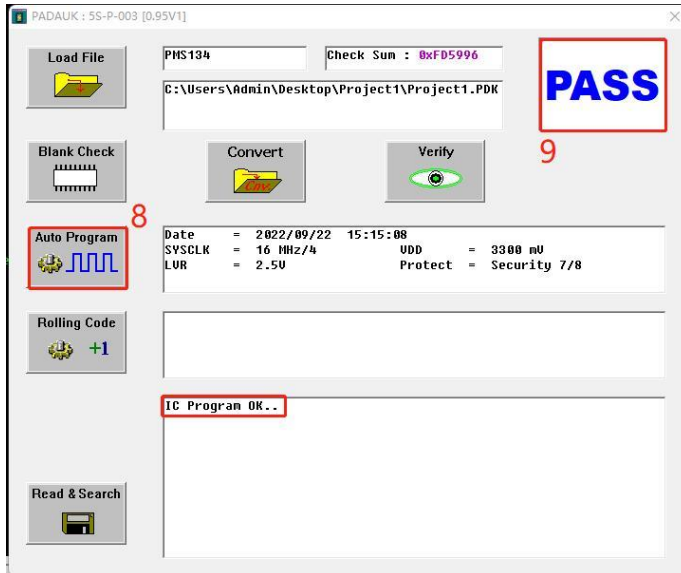 PADAUK : 5S-P-003 [0.95V1]
Load File
PMS134
Check Sum : 0xFD5996
C:\Users\Admin\Desktop\Project1\Project1.PDK
PASS
9
Blank Check
Convert
Cnv.
Verify
8
Auto Program
Date = 2022/09/22 15:15:08
SYSCLK = 16 MHz/4 VDD = 3300 mV
LVR = 2.5V Protect = Security 7/8
Rolling Code
+1
IC Program OK..
Read & Search